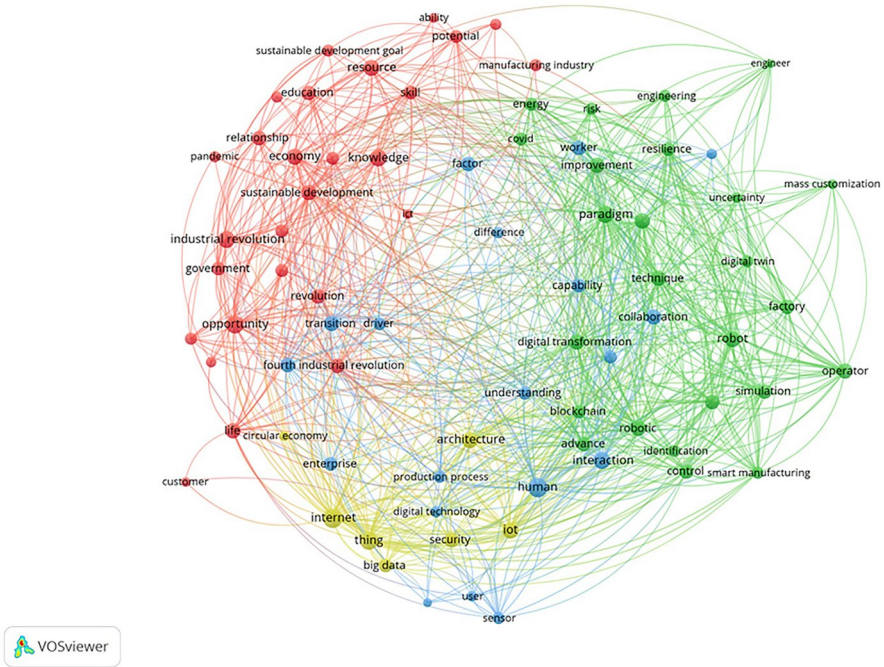 ability
potential
sustainable development goal
resource
manufacturing industry
engineer
education
skill
energy
risk
engineering
relationship
covid
worker
resilience
pandemic
economy
knowledge
factor
improvement
sustainable development
uncertainty
mass customization
ict
paradigm
industrial revolution
difference
government
technique
digital twin
revolution
capability
factory
opportunity
transition
driver
collaboration
digital transformation
robot
fourth industrial revolution
operator
understanding
simulation
blockchain
life
circular economy
architecture
advance
robotic
enterprise
interaction
identification
customer
production process
human
control
smart manufacturing
internet
digital technology
thing
security
iot
big data
user
sensor
VOSviewer